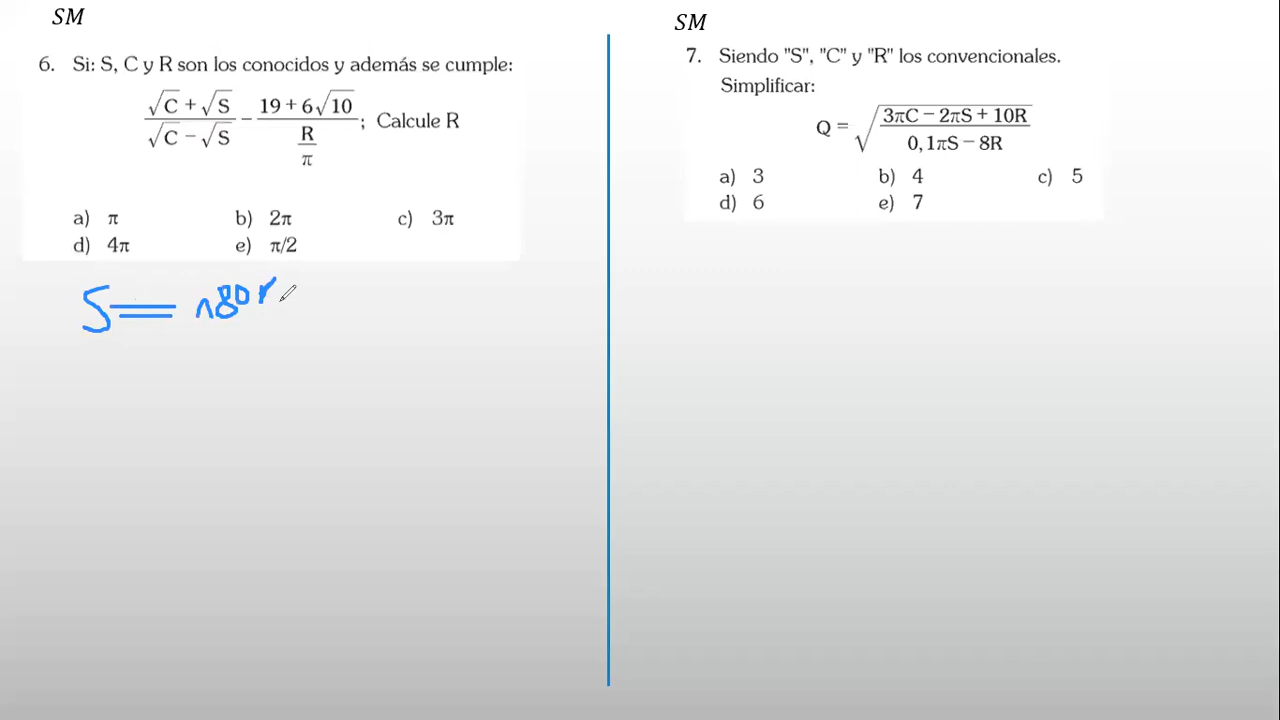 SM
6. Si: S, C y R son los conocidos y además se cumple:
(√C + √S)/(√C − √S) − (19 + 6√10)/(R/π) ; Calcule R
a) π b) 2π c) 3π
d) 4π e) π/2
S = 180r
SM
7. Siendo "S", "C" y "R" los convencionales.
Simplificar:
Q = √((3πC − 2πS + 10R)/(0,1πS − 8R))
a) 3 b) 4 c) 5
d) 6 e) 7